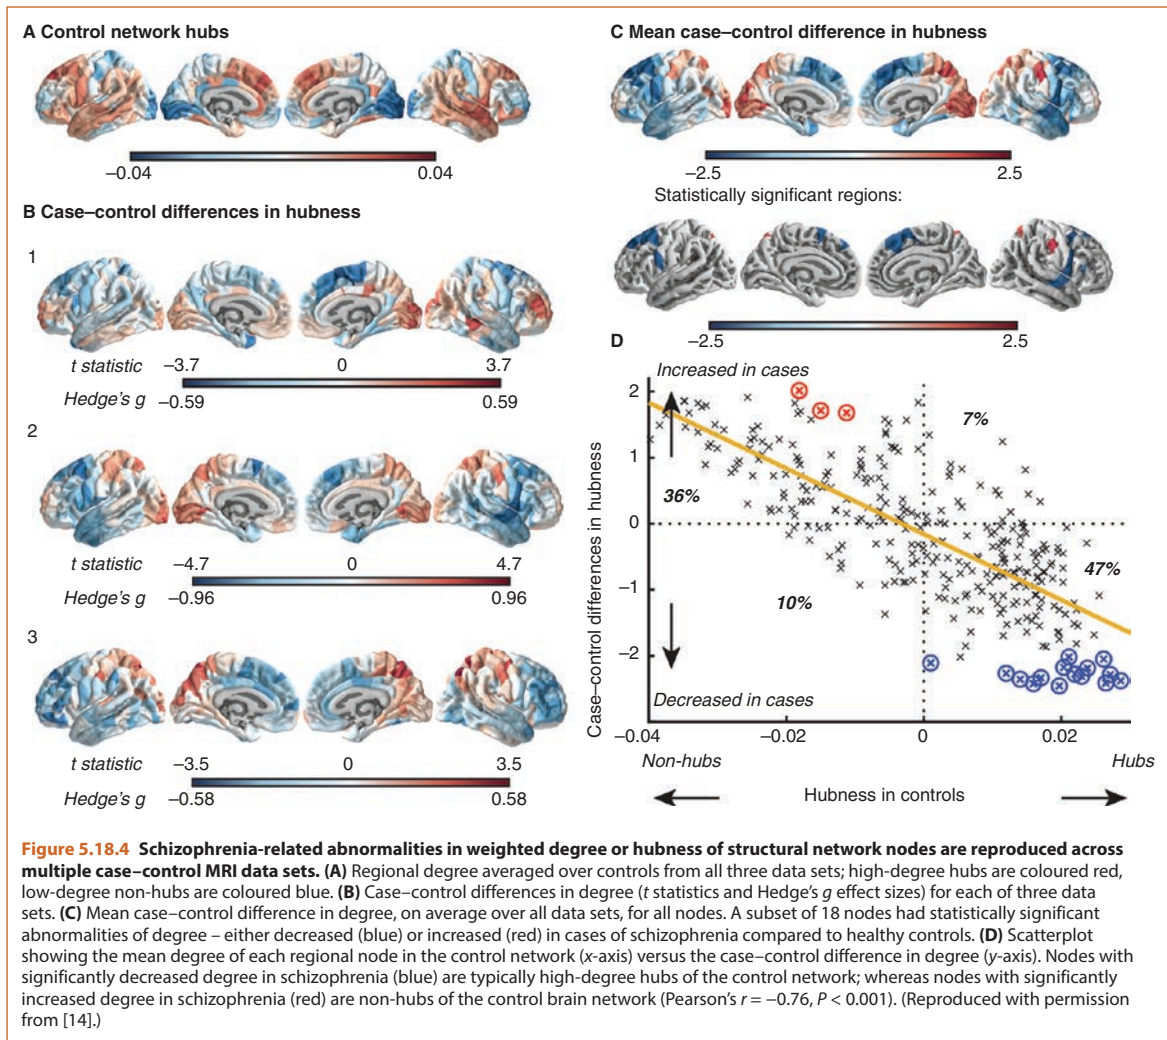 A Control network hubs
−0.04 0.04
B Case–control differences in hubness
1
t statistic −3.7 0 3.7
Hedge's g −0.59 0.59
2
t statistic −4.7 0 4.7
Hedge's g −0.96 0.96
3
t statistic −3.5 0 3.5
Hedge's g −0.58 0.58
C Mean case–control difference in hubness
−2.5 2.5
Statistically significant regions:
−2.5 2.5
D
Case–control differences in hubness
Increased in cases
2
1
0
−1
−2
7%
36%
47%
10%
Decreased in cases
−0.04 −0.02 0 0.02
Non-hubs Hubs
Hubness in controls
Figure 5.18.4 Schizophrenia-related abnormalities in weighted degree or hubness of structural network nodes are reproduced across
multiple case–control MRI data sets. (A) Regional degree averaged over controls from all three data sets; high-degree hubs are coloured red,
low-degree non-hubs are coloured blue. (B) Case–control differences in degree (t statistics and Hedge's g effect sizes) for each of three data
sets. (C) Mean case–control difference in degree, on average over all data sets, for all nodes. A subset of 18 nodes had statistically significant
abnormalities of degree – either decreased (blue) or increased (red) in cases of schizophrenia compared to healthy controls. (D) Scatterplot
showing the mean degree of each regional node in the control network (x-axis) versus the case–control difference in degree (y-axis). Nodes with
significantly decreased degree in schizophrenia (blue) are typically high-degree hubs of the control network; whereas nodes with significantly
increased degree in schizophrenia (red) are non-hubs of the control brain network (Pearson's r = −0.76, P < 0.001). (Reproduced with permission
from [14].)